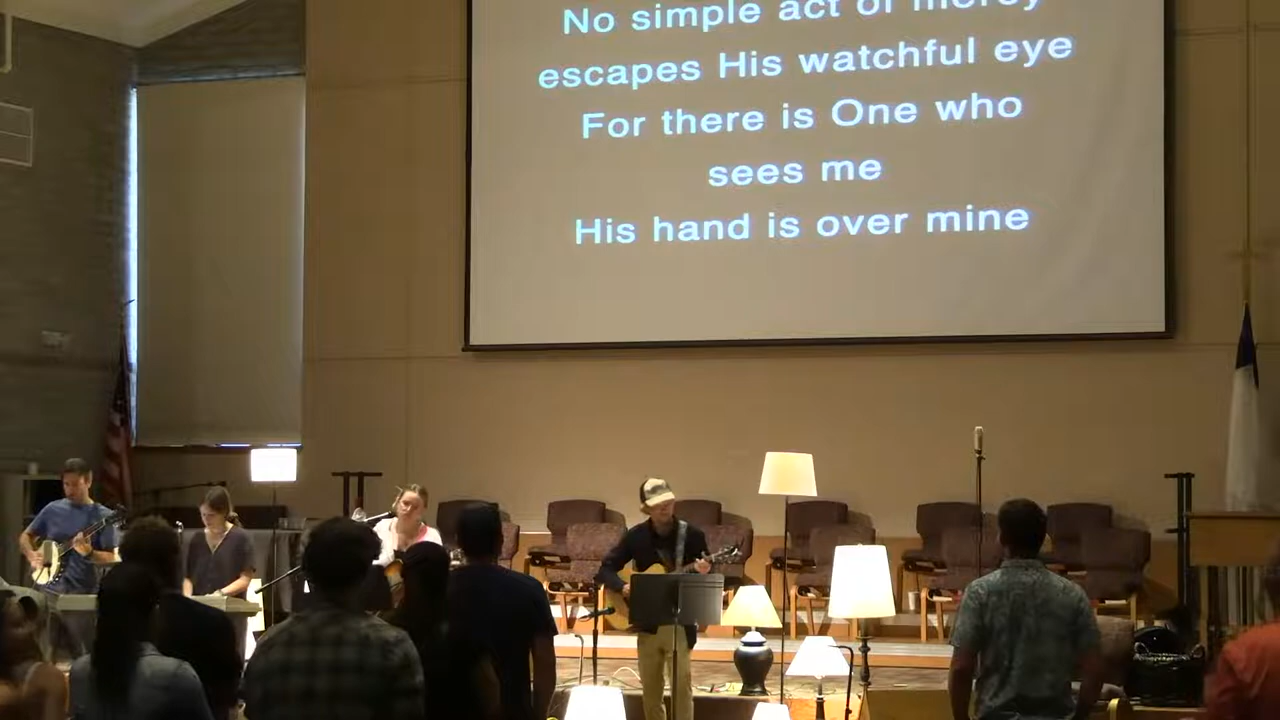 No simple act of mercy
escapes His watchful eye
For there is One who
sees me
His hand is over mine